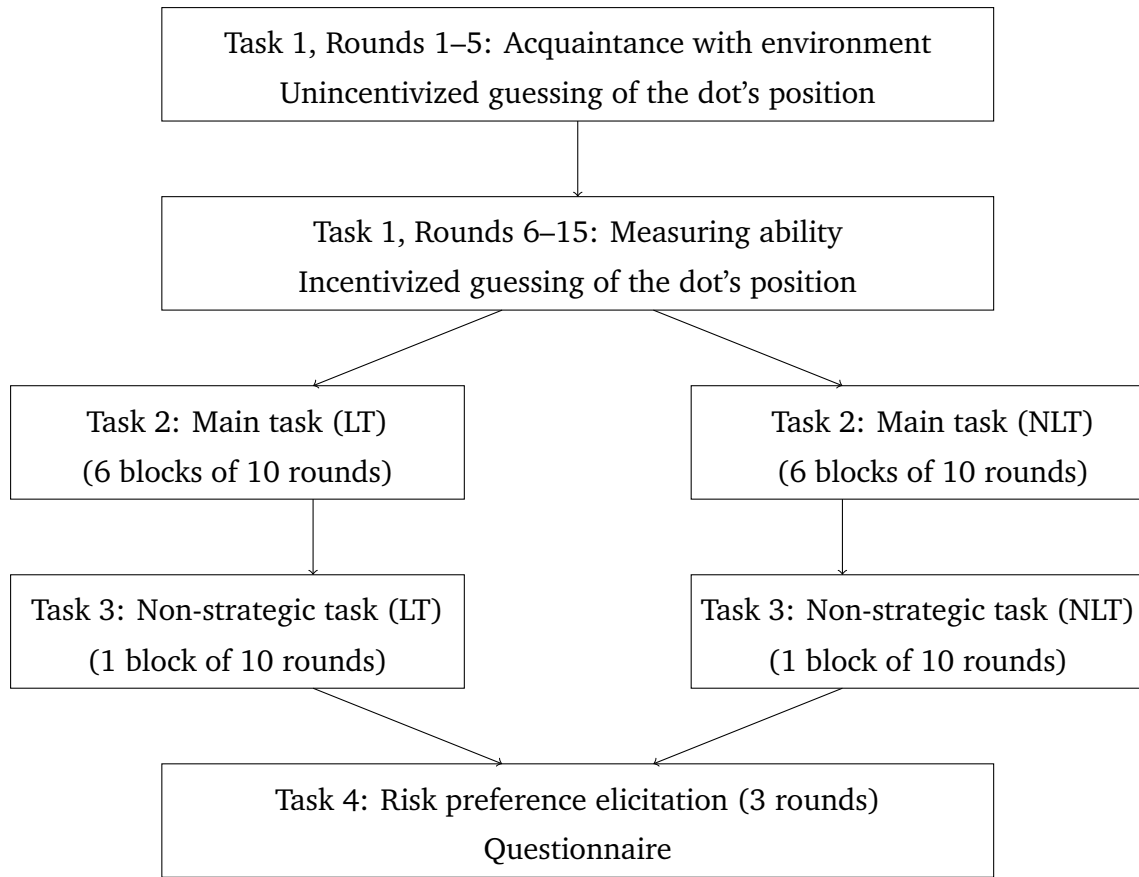 Task 1, Rounds 1–5: Acquaintance with environment
Unincentivized guessing of the dot’s position
Task 1, Rounds 6–15: Measuring ability
Incentivized guessing of the dot’s position
Task 2: Main task (LT)
(6 blocks of 10 rounds)
Task 2: Main task (NLT)
(6 blocks of 10 rounds)
Task 3: Non-strategic task (LT)
(1 block of 10 rounds)
Task 3: Non-strategic task (NLT)
(1 block of 10 rounds)
Task 4: Risk preference elicitation (3 rounds)
Questionnaire